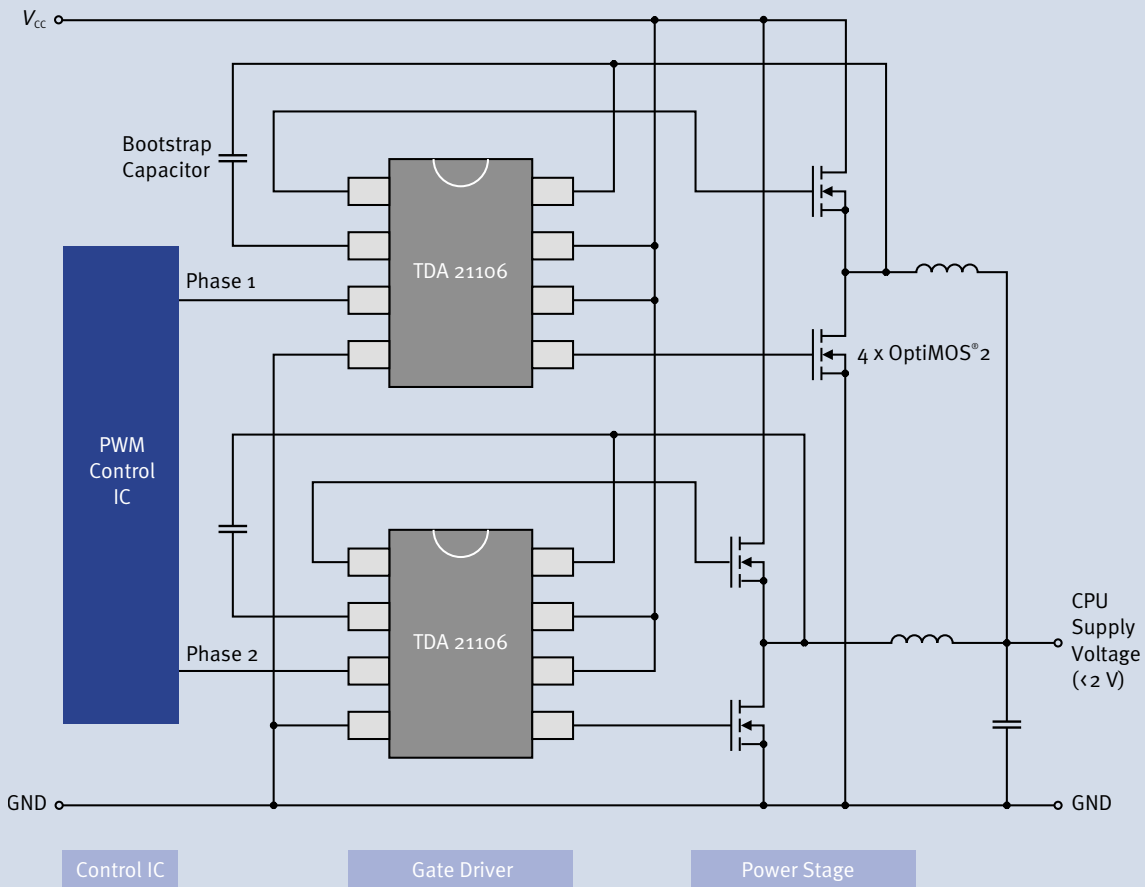 Vcc
Bootstrap
Capacitor
TDA 21106
Phase 1
4 x OptiMOS®2
PWM
Control
IC
TDA 21106
Phase 2
CPU
Supply
Voltage
(<2 V)
GND
GND
Control IC
Gate Driver
Power Stage